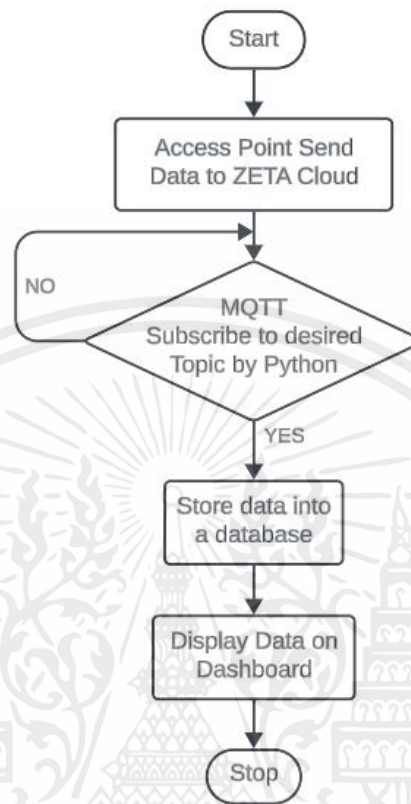 Start
Access Point Send
Data to ZETA Cloud
NO
MQTT
Subscribe to desired
Topic by Python
YES
Store data into
a database
Display Data on
Dashboard
Stop